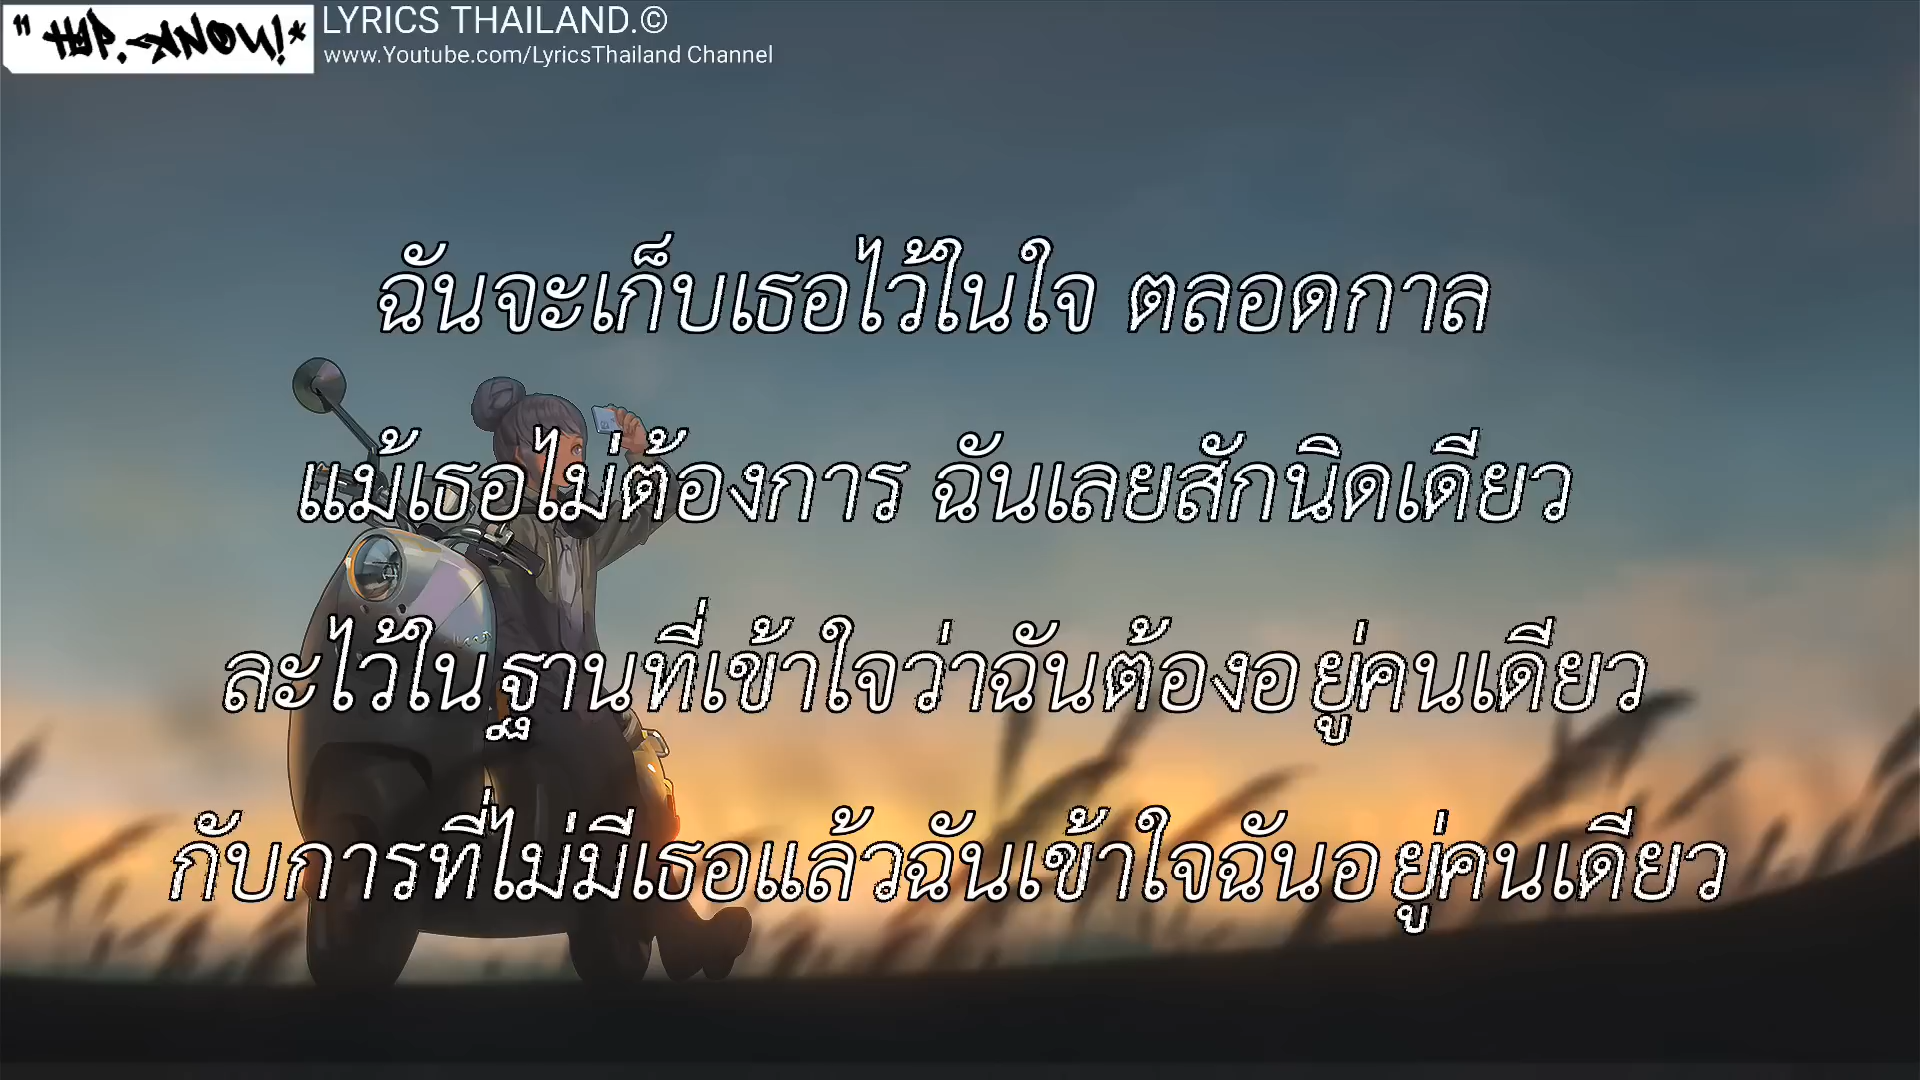 " HYP.-KNOW!*
LYRICS THAILAND.©
www.Youtube.com/LyricsThailand Channel
ฉันจะเก็บเธอไว้ในใจ ตลอดกาล
แม้เธอไม่ต้องการ ฉันเลยสักนิดเดียว
ละไว้ในฐานที่เข้าใจว่าฉันต้องอยู่คนเดียว
กับการที่ไม่มีเธอแล้วฉันเข้าใจฉันอยู่คนเดียว